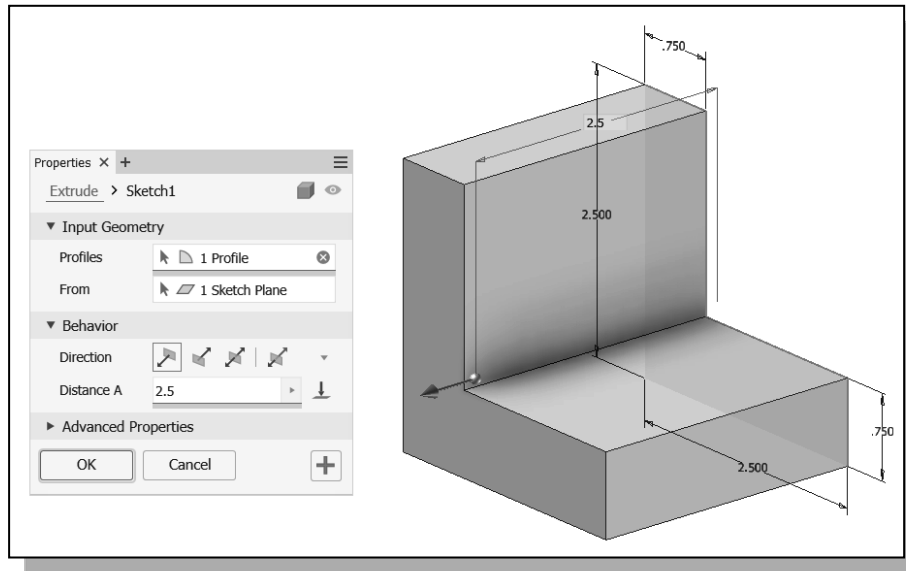 Properties × +
Extrude > Sketch1
▼ Input Geometry
Profiles 1 Profile
From 1 Sketch Plane
▼ Behavior
Direction
Distance A 2.5
► Advanced Properties
OK Cancel +
.750
2.5
2.500
.750
2.500